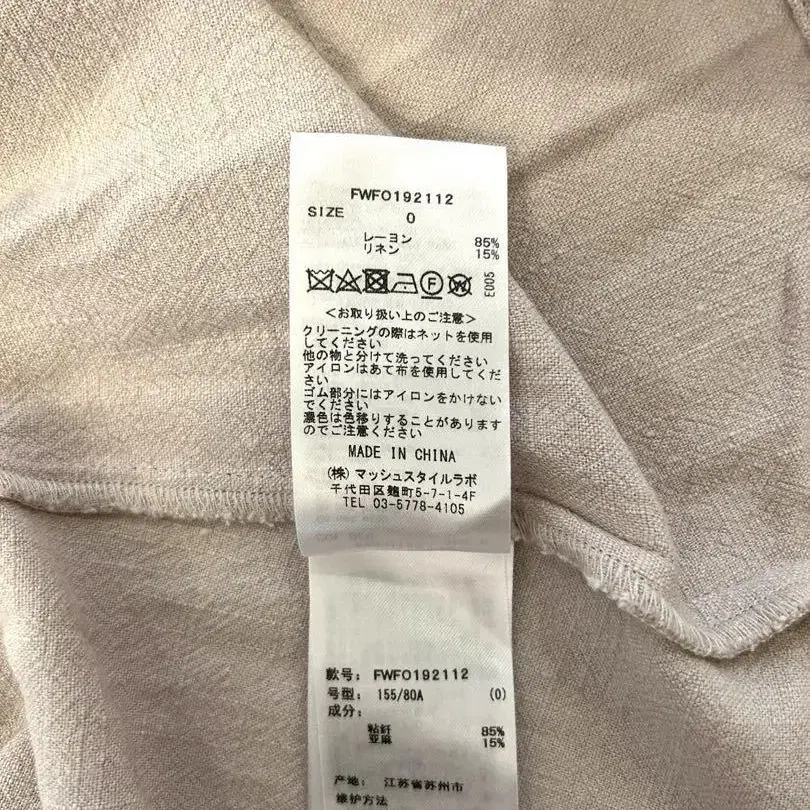 FWFO192112
SIZE 0
レーヨン 85%
リネン 15%
F W E005
<お取り扱い上のご注意>
クリーニングの際はネットを使用
してください
他の物と分けて洗ってください
アイロンはあて布を使用してくだ
さい
ゴム部分にはアイロンをかけない
でください
濃色は色移りすることがあります
のでご注意ください
MADE IN CHINA
(株) マッシュスタイルラボ
千代田区麹町5-7-1-4F
TEL 03-5778-4105
款号: FWFO192112
号型: 155/80A (0)
成分:
粘釬 85%
亚麻 15%
产地: 江苏省苏州市
维护方法